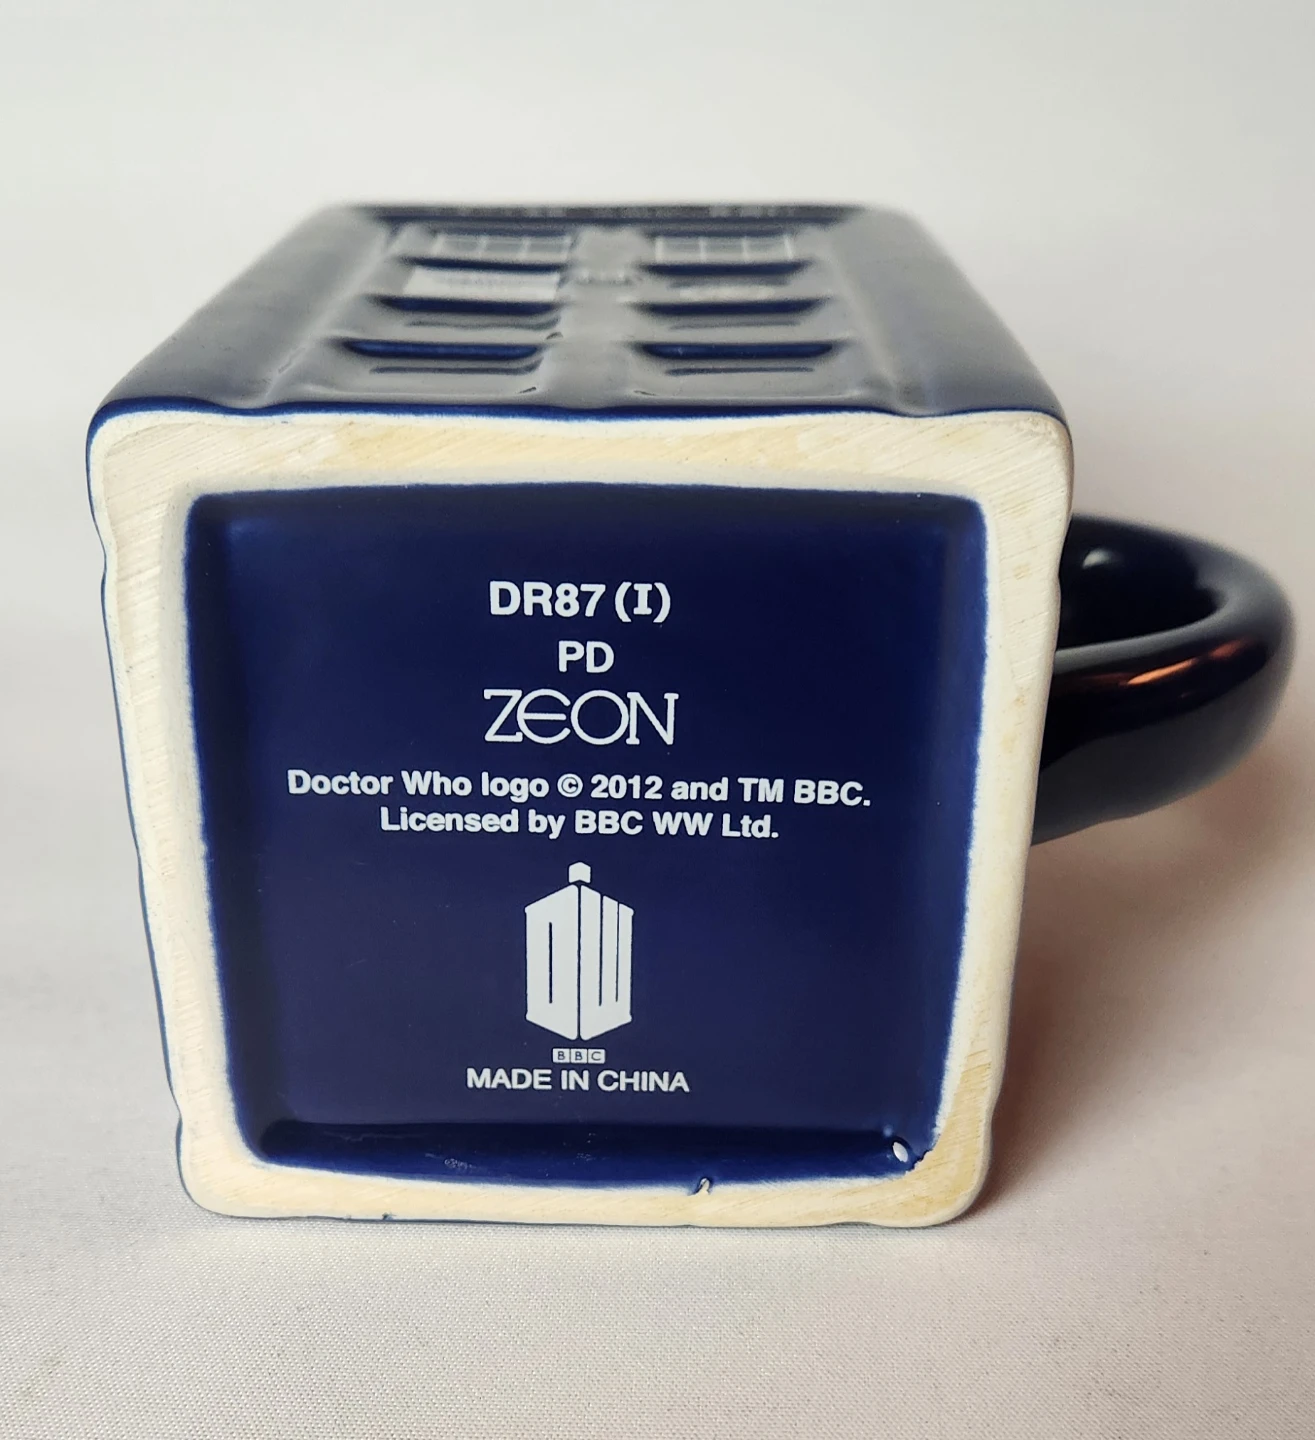 DR87 (I)
PD
ZEON
Doctor Who logo © 2012 and TM BBC.
Licensed by BBC WW Ltd.
DW
BBC
MADE IN CHINA